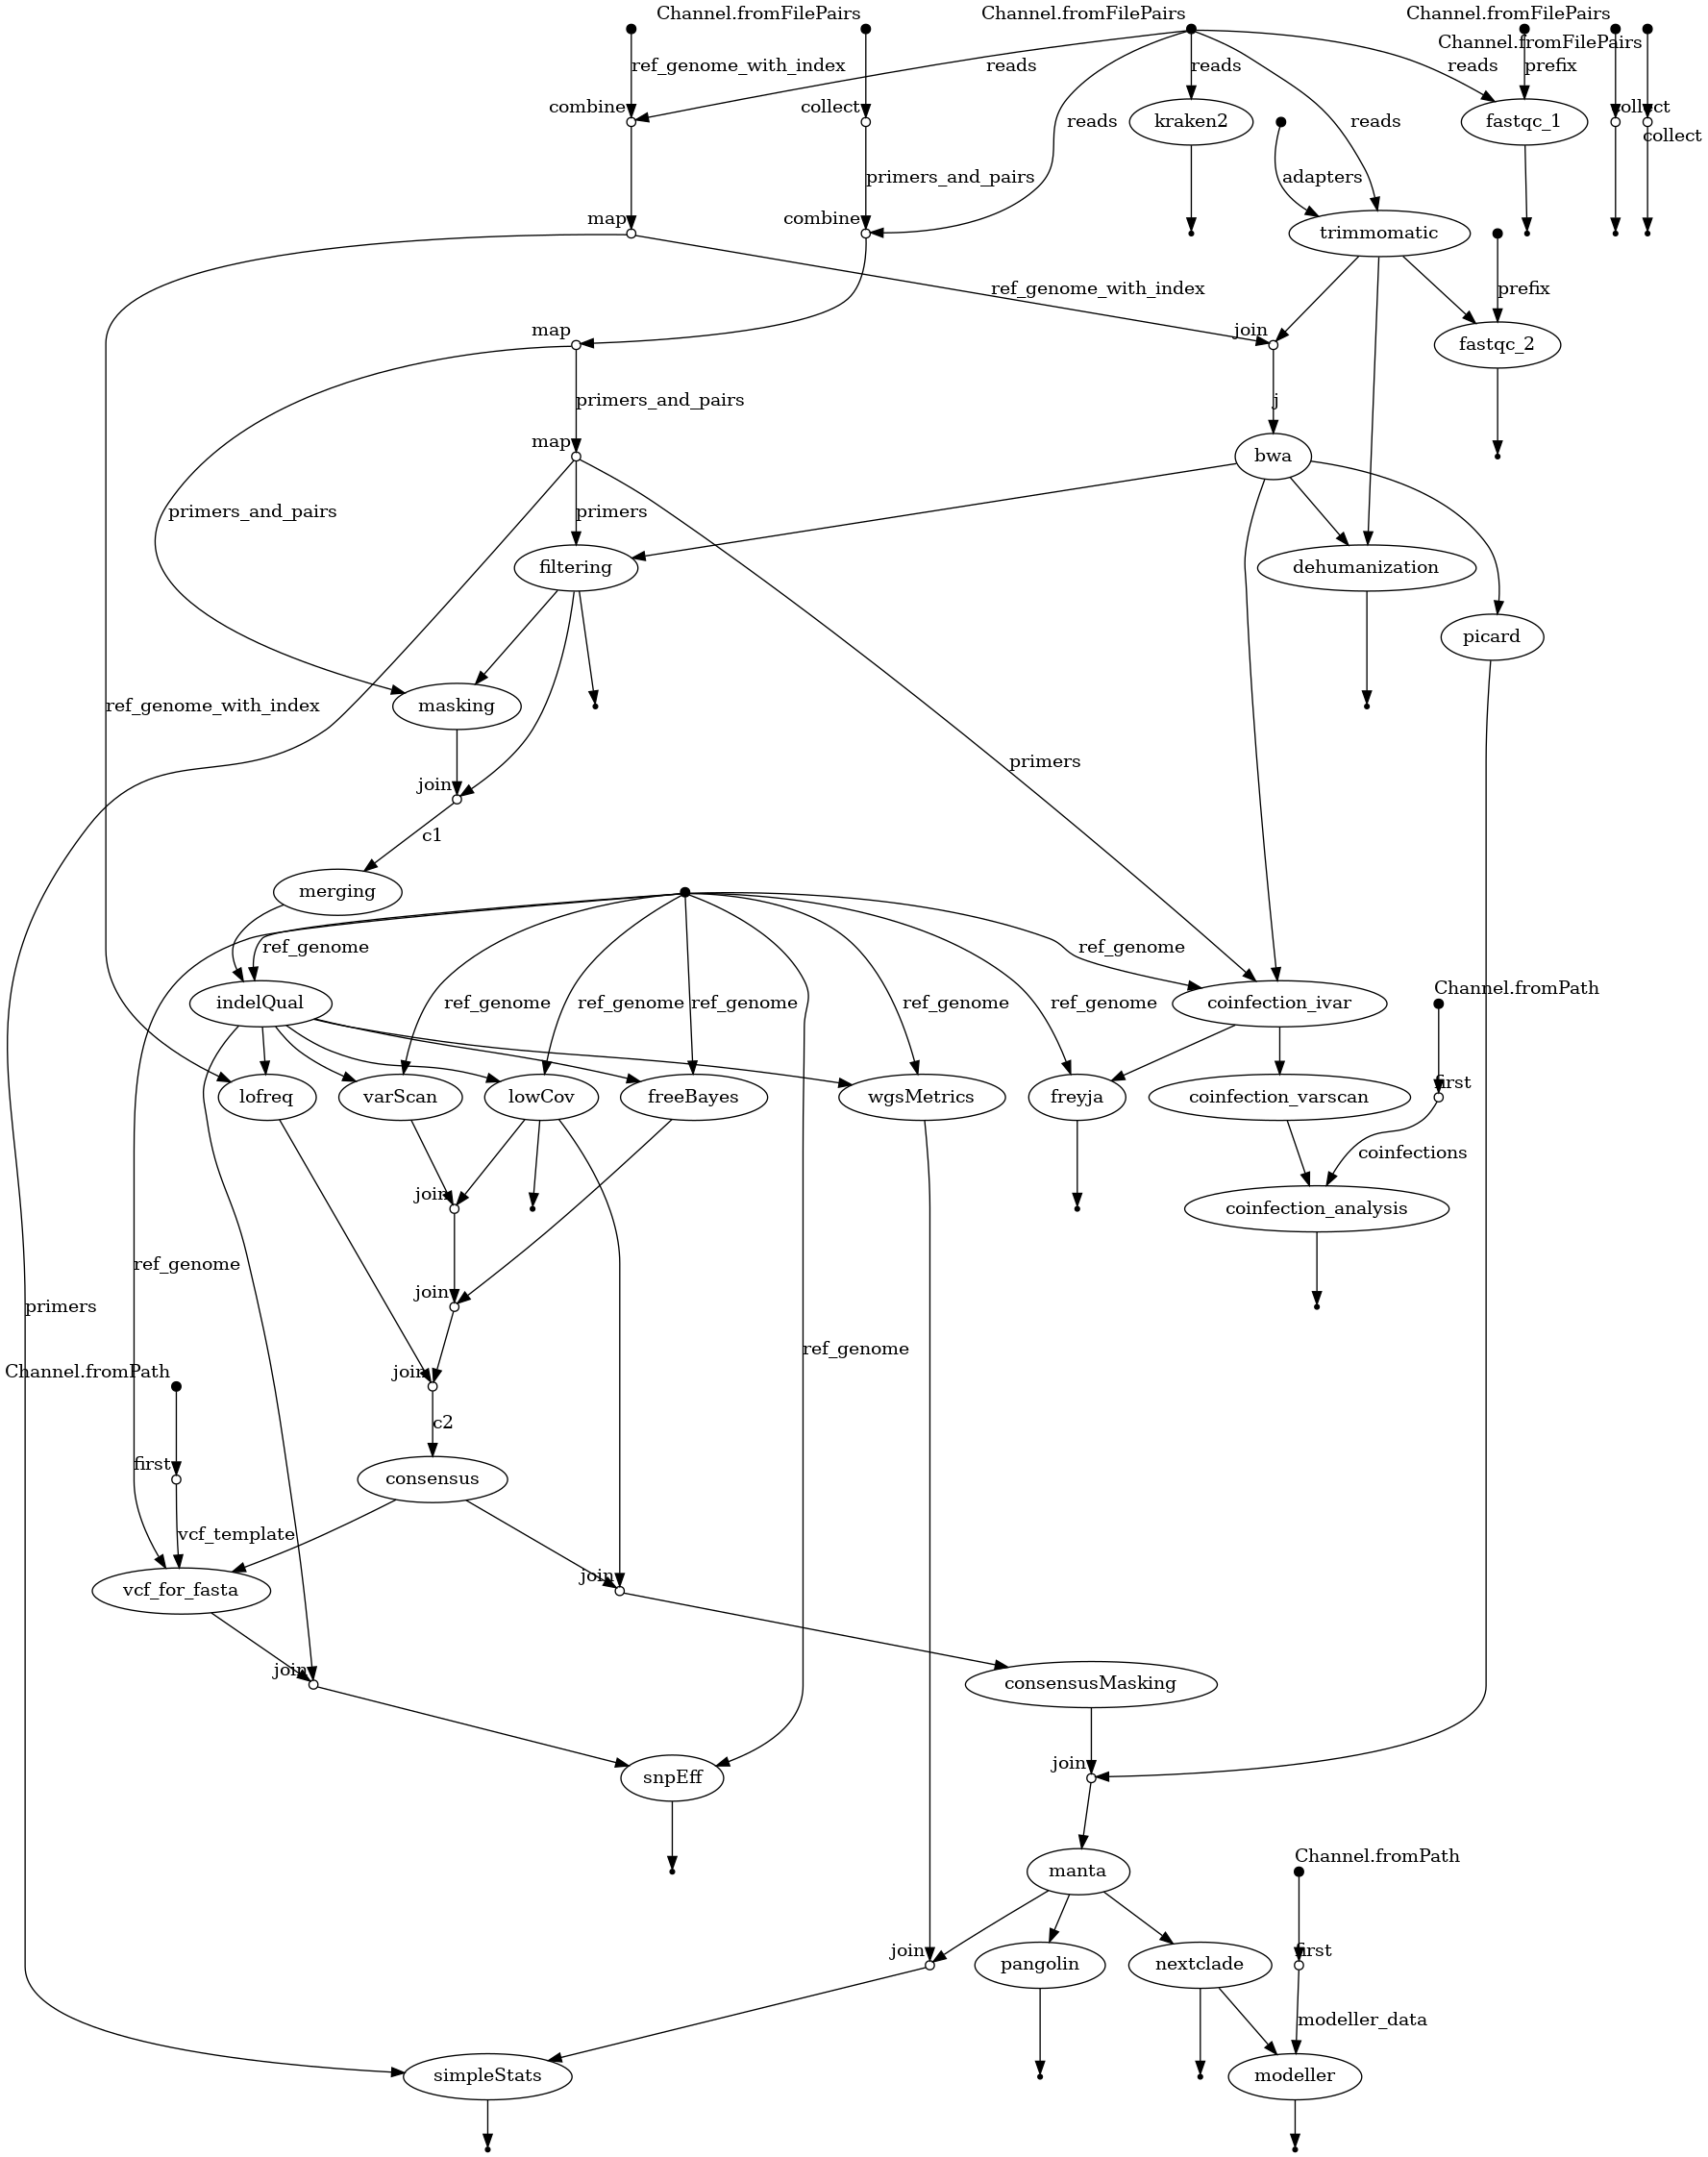 Channel.fromFilePairs
Channel.fromFilePairs
Channel.fromFilePairs
Channel.fromFilePairs
ref_genome_with_index
reads
reads
reads
prefix
combine
collect
reads
kraken2
reads
fastqc_1
collect
collect
primers_and_pairs
adapters
map
combine
trimmomatic
ref_genome_with_index
prefix
map
join
fastqc_2
primers_and_pairs
j
map
bwa
primers_and_pairs
primers
filtering
dehumanization
picard
ref_genome_with_index
masking
primers
join
c1
merging
ref_genome
ref_genome
indelQual
ref_genome
ref_genome
ref_genome
ref_genome
ref_genome
coinfection_ivar
Channel.fromPath
lofreq
varScan
lowCov
freeBayes
wgsMetrics
freyja
coinfection_varscan
first
coinfections
join
coinfection_analysis
ref_genome
primers
join
ref_genome
Channel.fromPath
join
c2
first
consensus
vcf_template
vcf_for_fasta
join
join
consensusMasking
join
snpEff
Channel.fromPath
manta
join
pangolin
nextclade
first
modeller_data
simpleStats
modeller